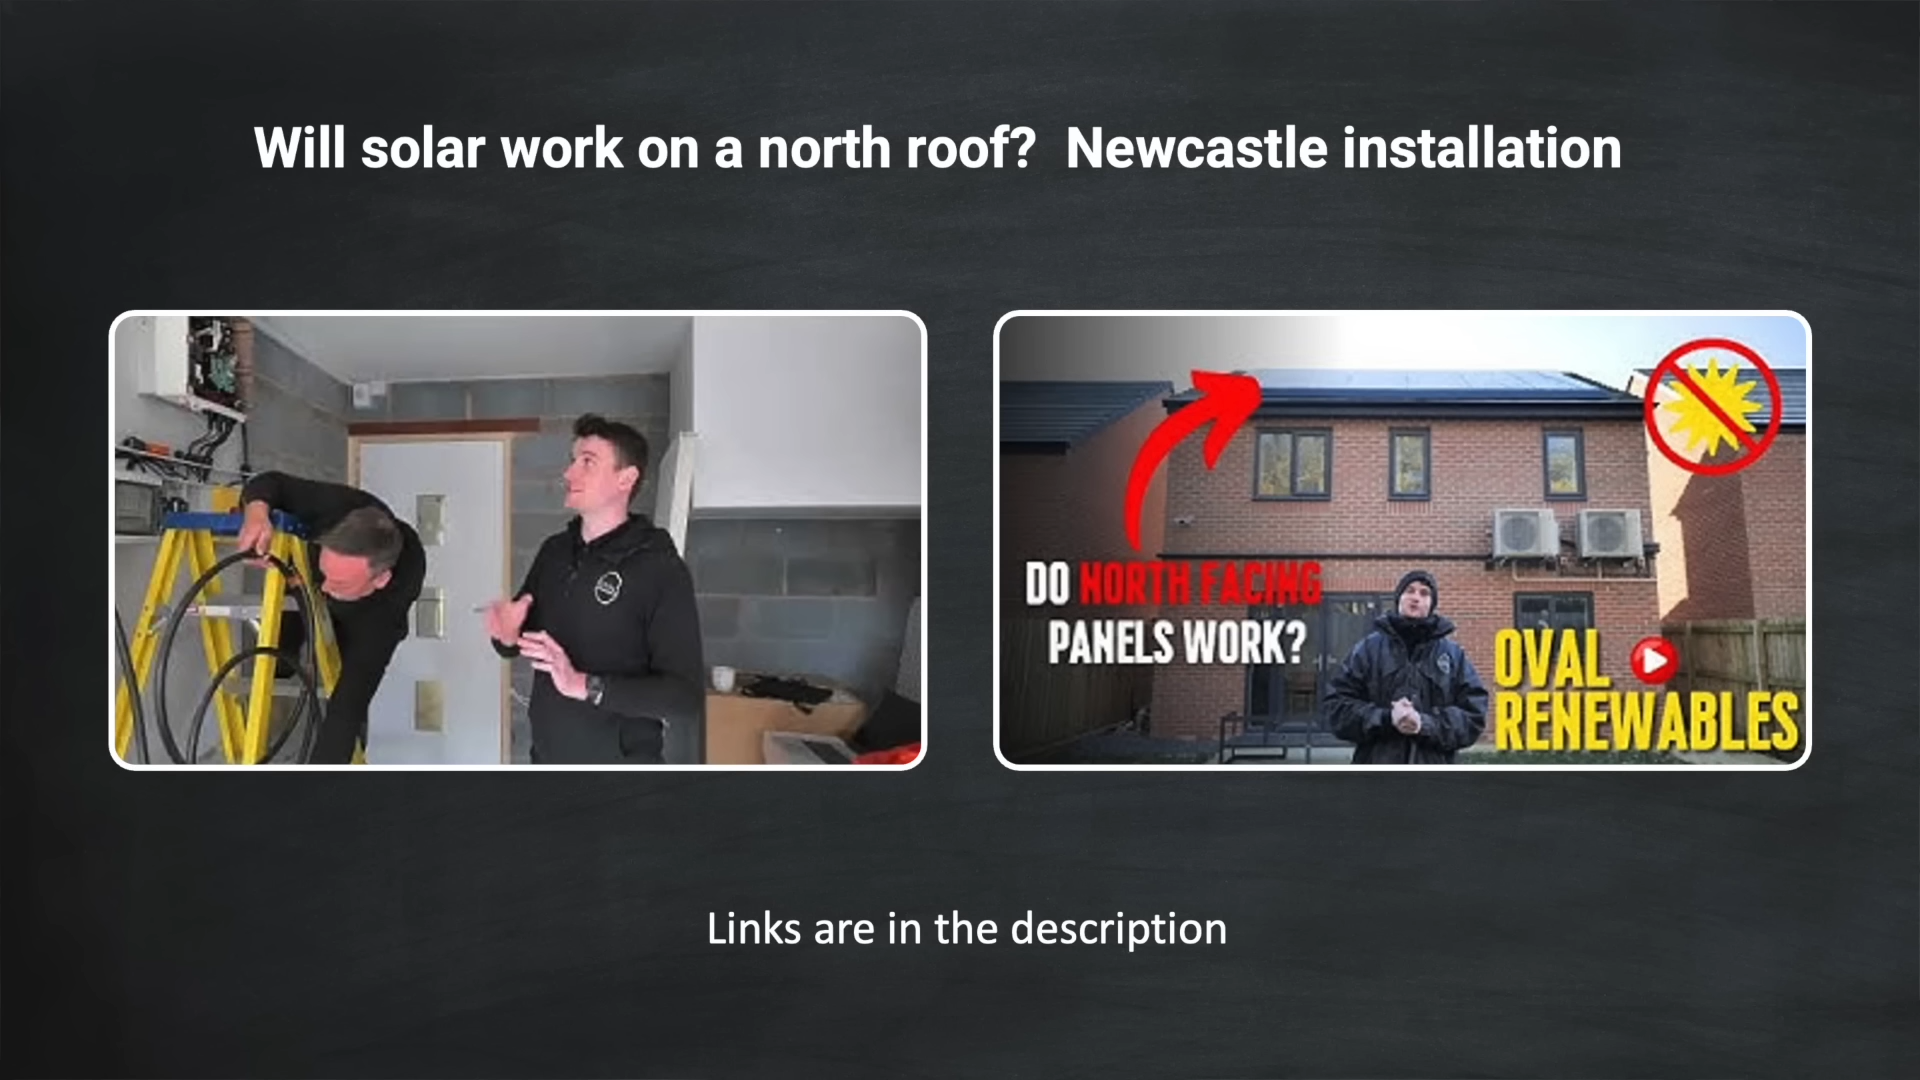 Will solar work on a north roof?  Newcastle installation
DO NORTH FACING
PANELS WORK?
OVAL
RENEWABLES
Links are in the description